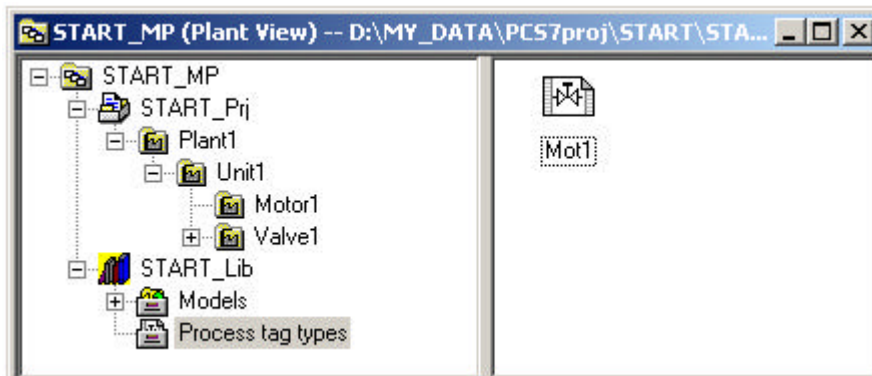 START_MP (Plant View) -- D:\MY_DATA\PCS7proj\START\STA...
START_MP
START_Prj
Plant1
Unit1
Motor1
Valve1
START_Lib
Models
Process tag types
Mot1